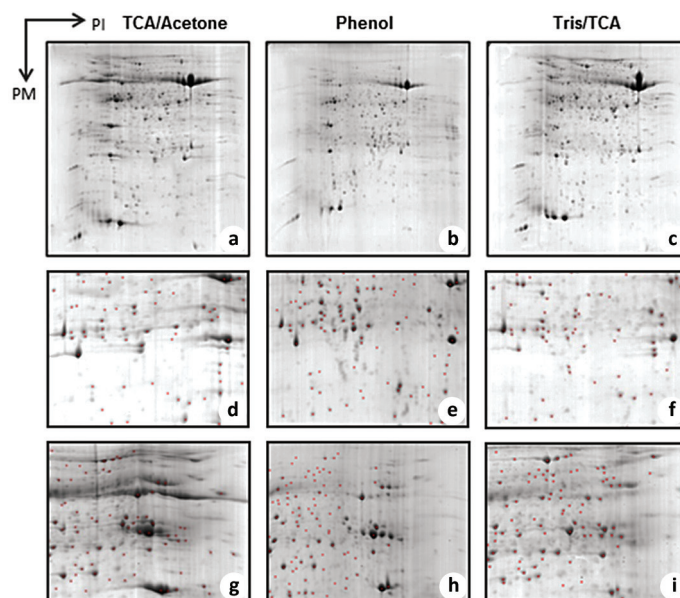 PI TCA/Acetone Phenol Tris/TCA
PM
a b c
d e f
g h i